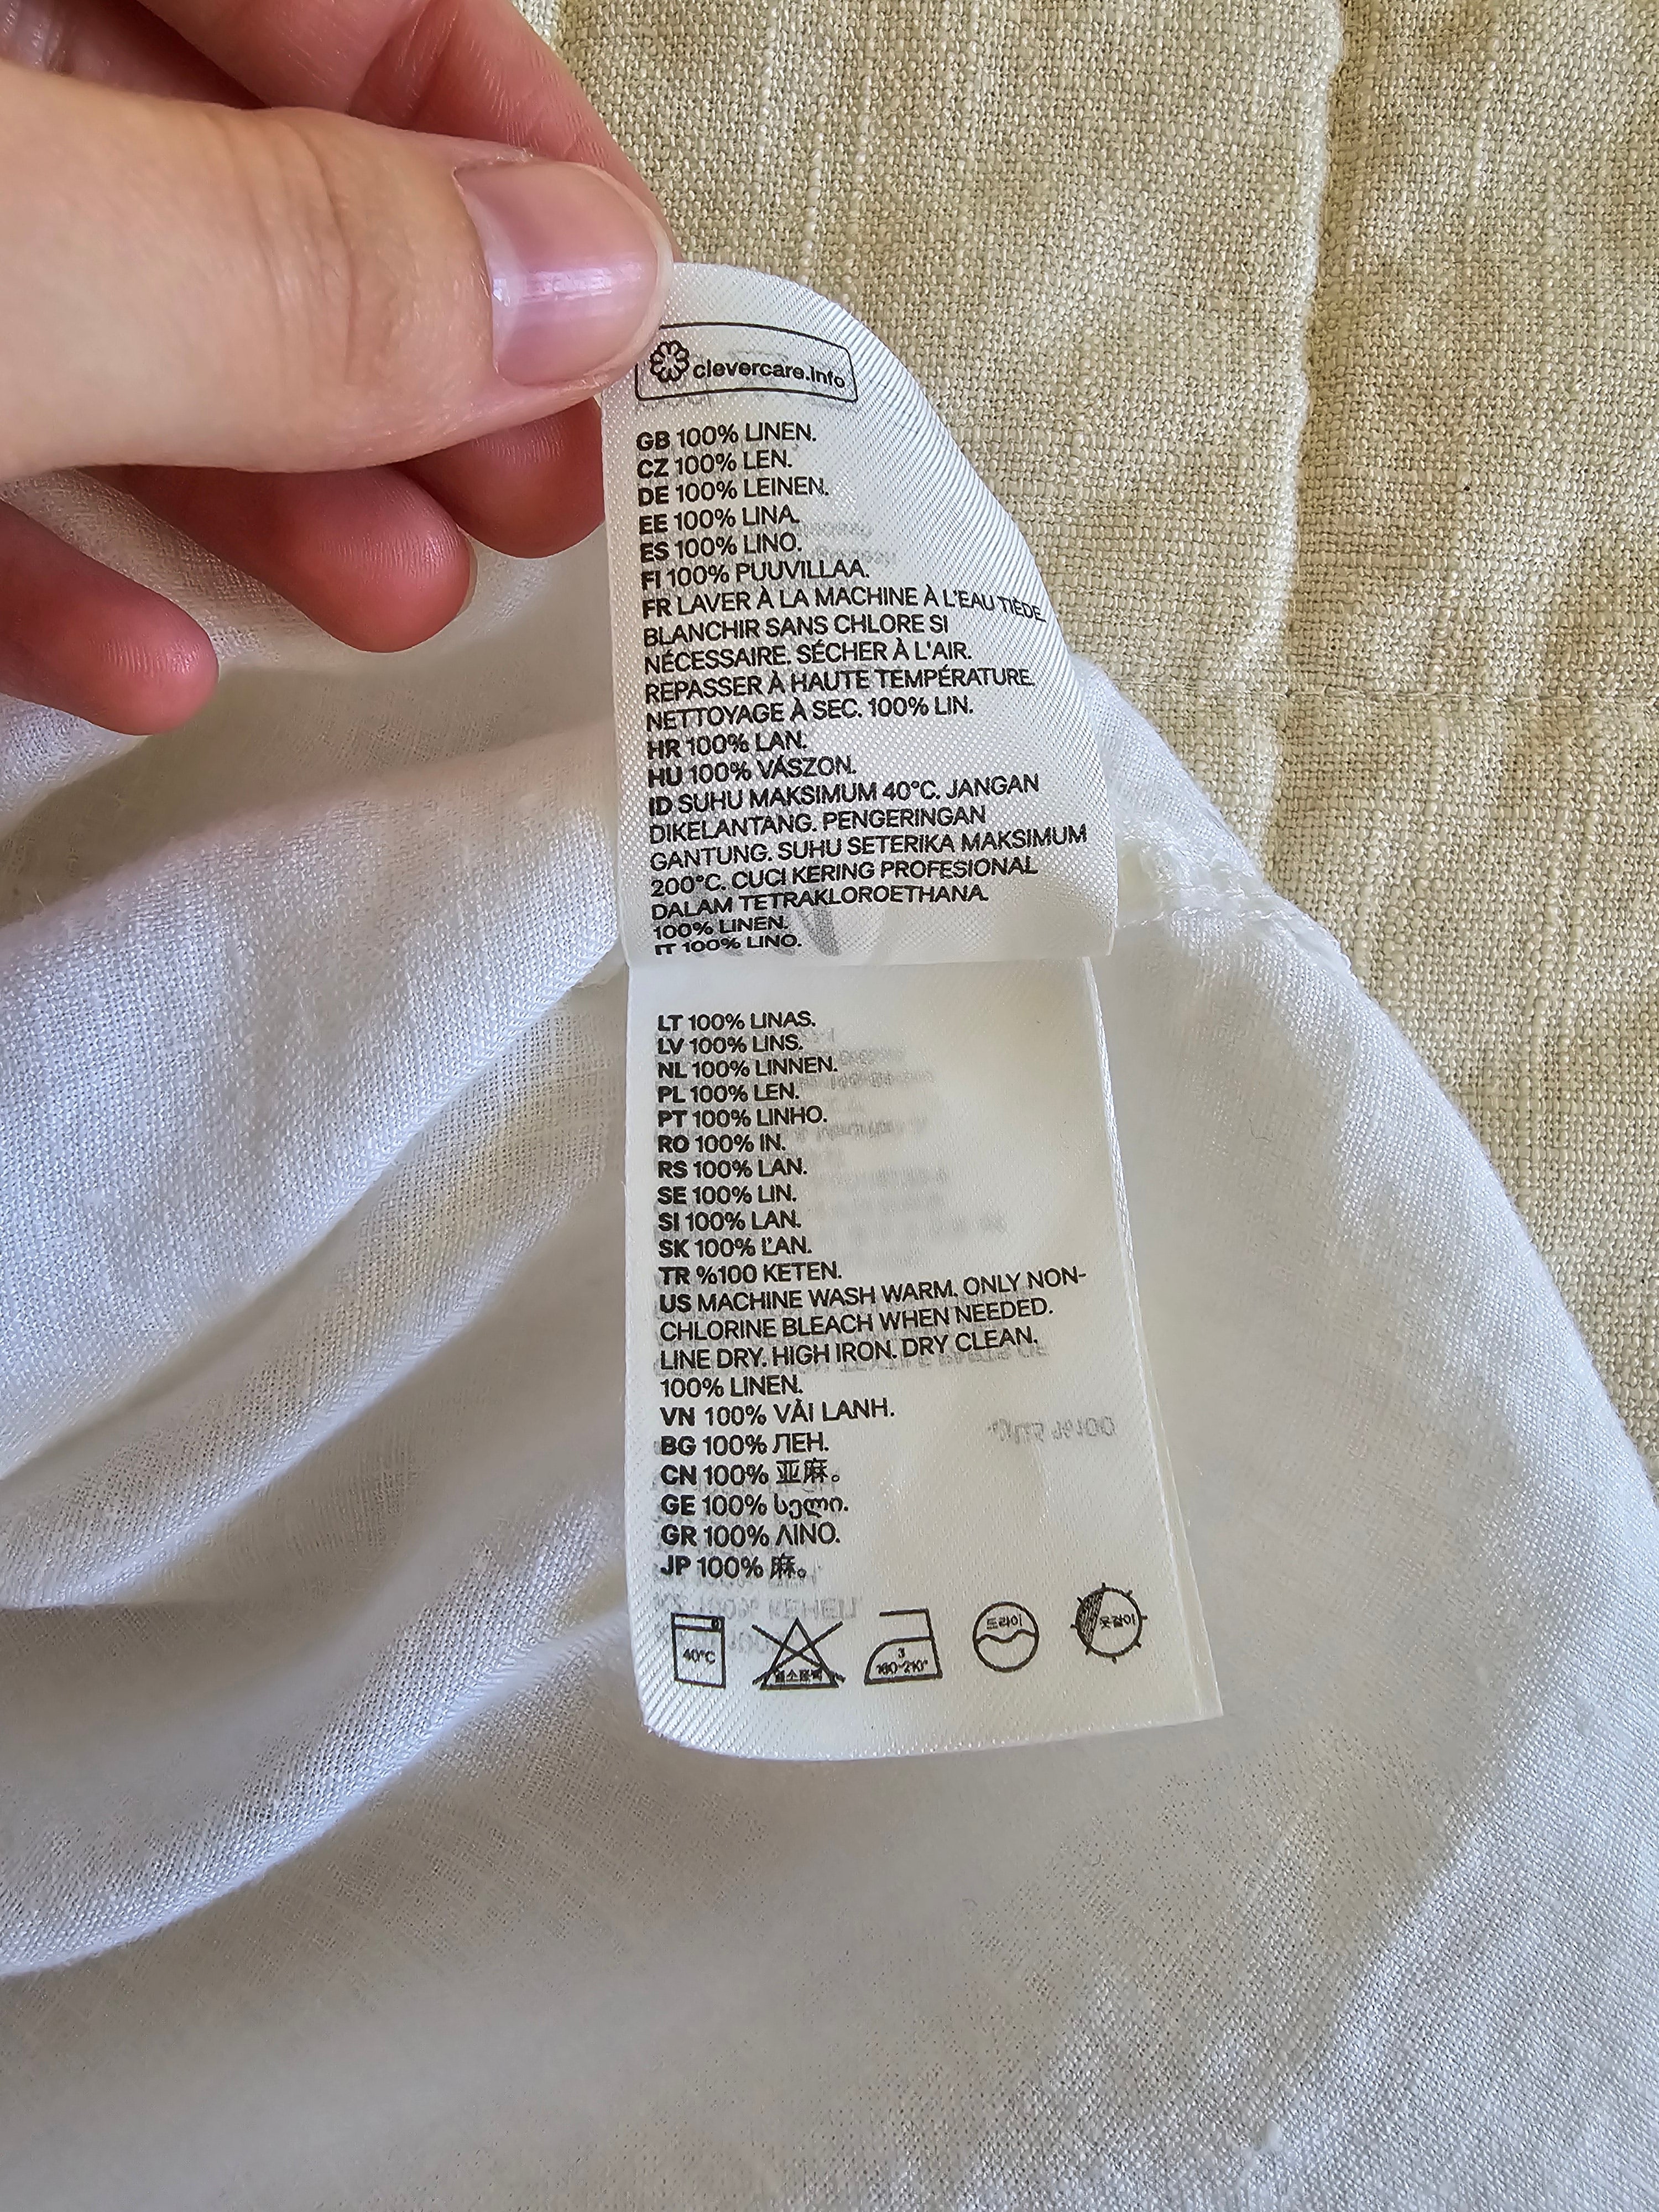 clevercare.info
GB 100% LINEN.
CZ 100% LEN.
DE 100% LEINEN.
EE 100% LINA.
ES 100% LINO.
FI 100% PUUVILLAA.
FR LAVER À LA MACHINE À L'EAU TIÈDE.
BLANCHIR SANS CHLORE SI
NÉCESSAIRE. SÉCHER À L'AIR.
REPASSER À HAUTE TEMPÉRATURE.
NETTOYAGE À SEC. 100% LIN.
HR 100% LAN.
HU 100% VÁSZON.
ID SUHU MAKSIMUM 40°C. JANGAN
DIKELANTANG. PENGERINGAN
GANTUNG. SUHU SETERIKA MAKSIMUM
200°C. CUCI KERING PROFESIONAL
DALAM TETRAKLOROETHANA.
100% LINEN.
IT 100% LINO.
LT 100% LINAS.
LV 100% LINS.
NL 100% LINNEN.
PL 100% LEN.
PT 100% LINHO.
RO 100% IN.
RS 100% LAN.
SE 100% LIN.
SI 100% LAN.
SK 100% ĽAN.
TR %100 KETEN.
US MACHINE WASH WARM. ONLY NON-
CHLORINE BLEACH WHEN NEEDED.
LINE DRY. HIGH IRON. DRY CLEAN.
100% LINEN.
VN 100% VẢI LANH.
BG 100% ЛЕН.
CN 100% 亚麻。
GE 100% სელი.
GR 100% ΛΙΝΟ.
JP 100% 麻。
40°C 3 드라이 옷걸이
180-210°